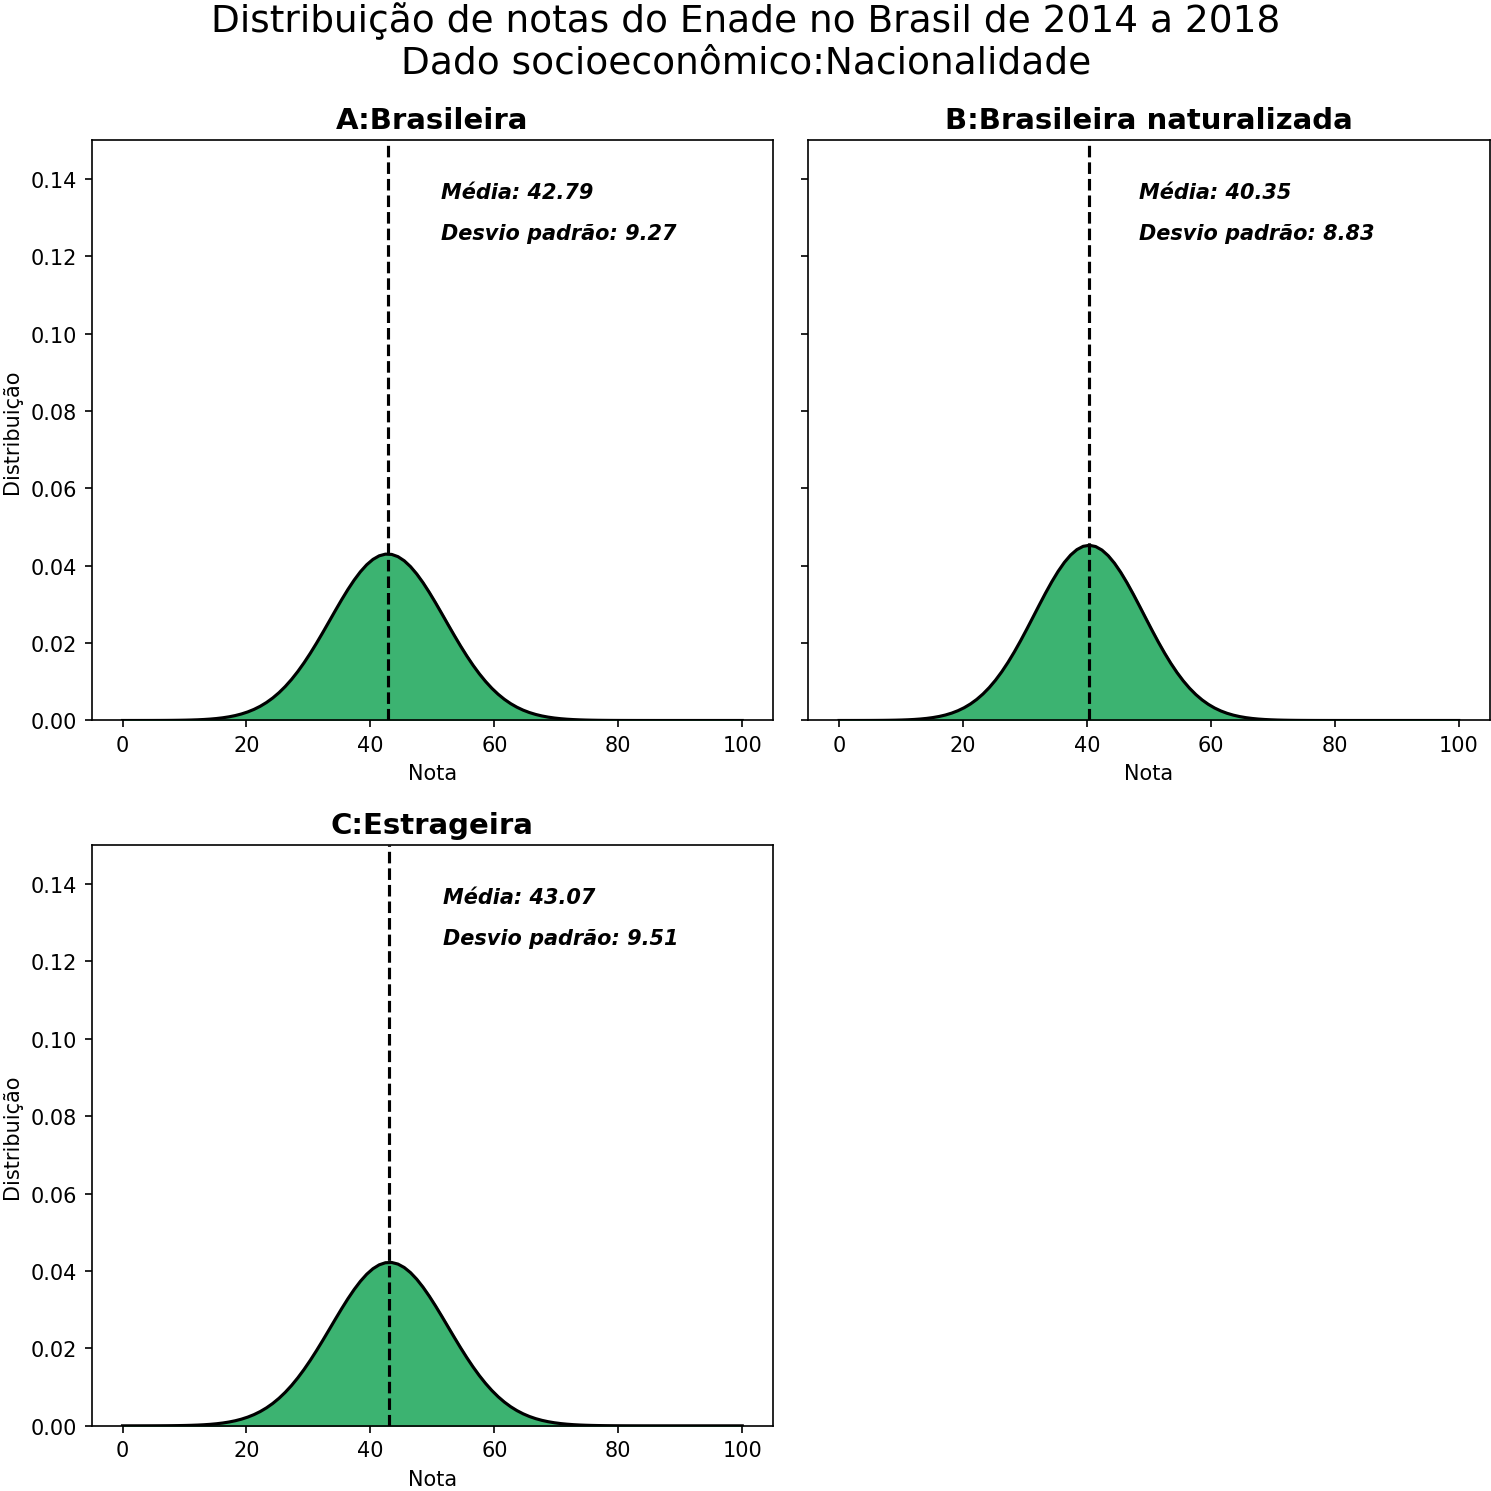 Distribuição de notas do Enade no Brasil de 2014 a 2018
Dado socioeconômico:Nacionalidade
A:Brasileira
Média: 42.79
Desvio padrão: 9.27
Distribuição
0.14
0.12
0.10
0.08
0.06
0.04
0.02
0.00
0 20 40 60 80 100
Nota
B:Brasileira naturalizada
Média: 40.35
Desvio padrão: 8.83
0 20 40 60 80 100
Nota
C:Estrageira
Média: 43.07
Desvio padrão: 9.51
Distribuição
0.14
0.12
0.10
0.08
0.06
0.04
0.02
0.00
0 20 40 60 80 100
Nota